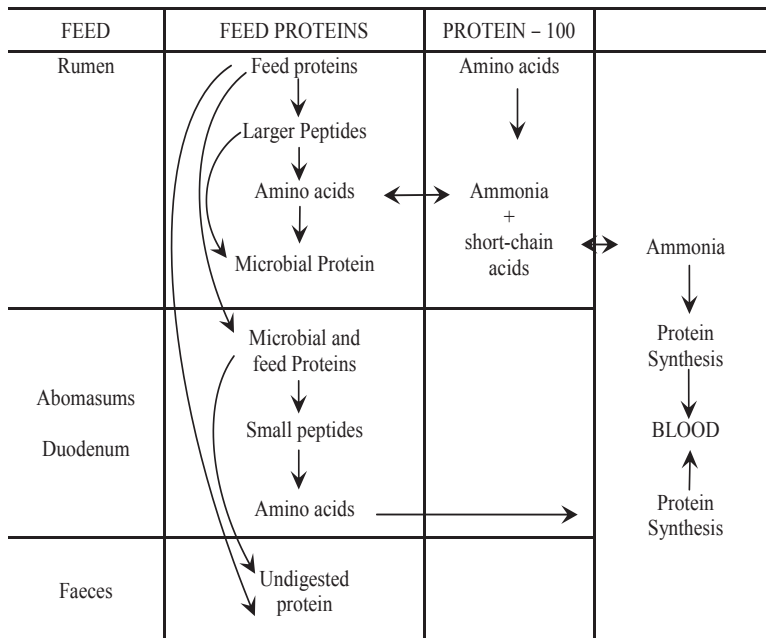 FEED
FEED PROTEINS
PROTEIN – 100
Rumen
Feed proteins
Larger Peptides
Amino acids
Microbial Protein
Amino acids
Ammonia
+
short-chain
acids
Ammonia
Protein
Synthesis
BLOOD
Protein
Synthesis
Abomasums
Duodenum
Microbial and
feed Proteins
Small peptides
Amino acids
Faeces
Undigested
protein